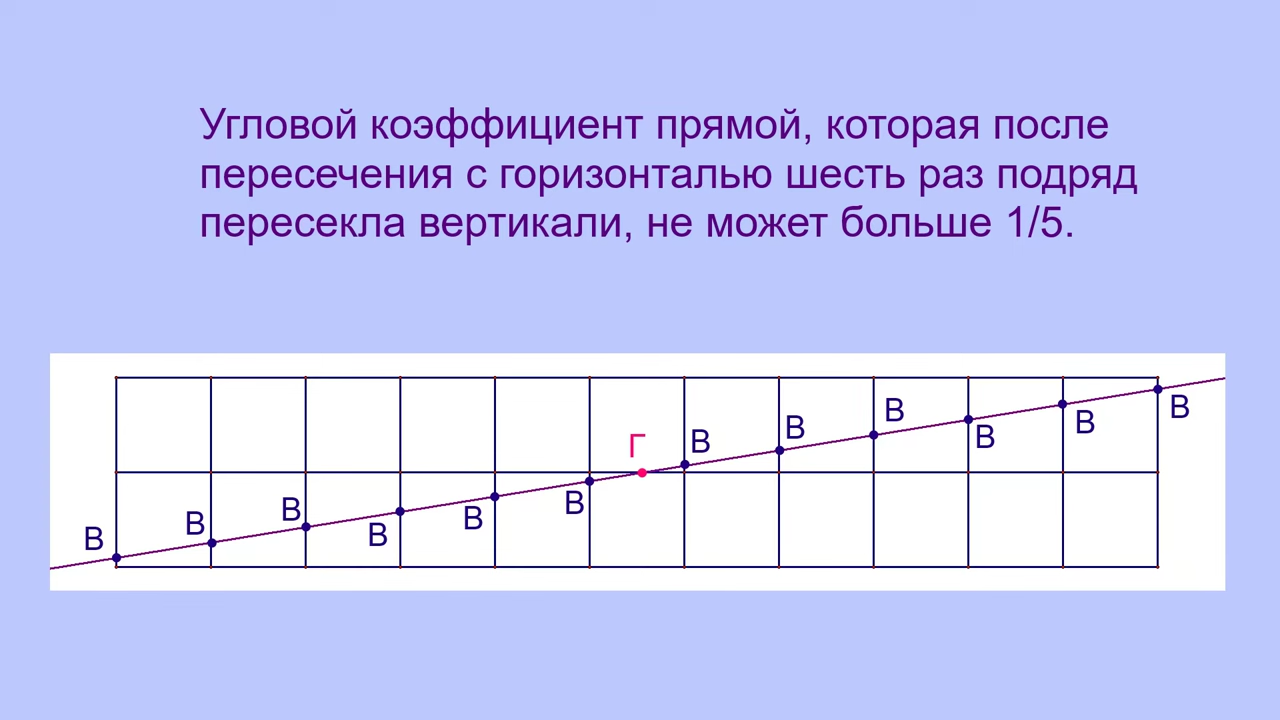 Угловой коэффициент прямой, которая после
пересечения с горизонталью шесть раз подряд
пересекла вертикали, не может больше 1/5.
В В В В В В Г В В В В В В